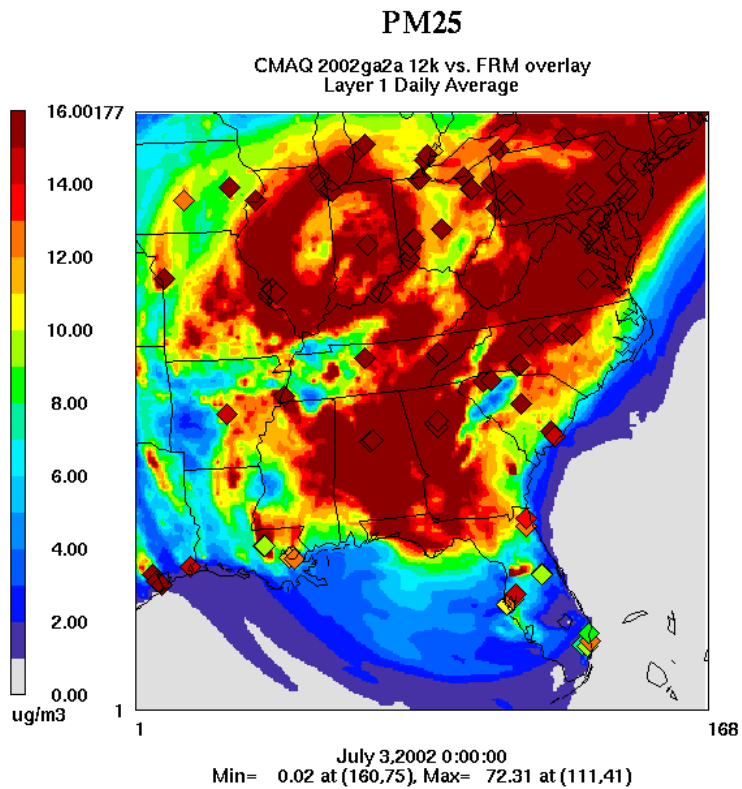 PM25
CMAQ 2002ga2a 12k vs. FRM overlay
Layer 1 Daily Average
16.00
177
14.00
12.00
10.00
8.00
6.00
4.00
2.00
0.00
ug/m3
1
1
168
July 3,2002 0:00:00
Min= 0.02 at (160,75), Max= 72.31 at (111,41)